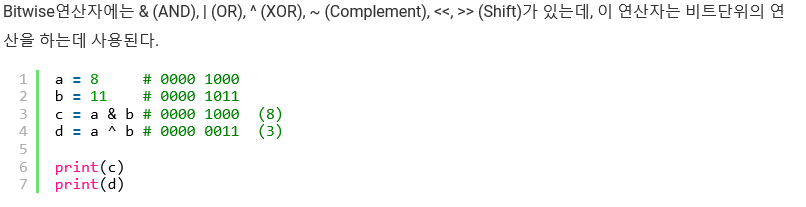 Bitwise연산자에는 & (AND), | (OR), ^ (XOR), ~ (Complement), <<, >> (Shift)가 있는데, 이 연산자는 비트단위의 연
산을 하는데 사용된다.
1 a = 8 # 0000 1000
2 b = 11 # 0000 1011
3 c = a & b # 0000 1000 (8)
4 d = a ^ b # 0000 0011 (3)
5
6 print(c)
7 print(d)